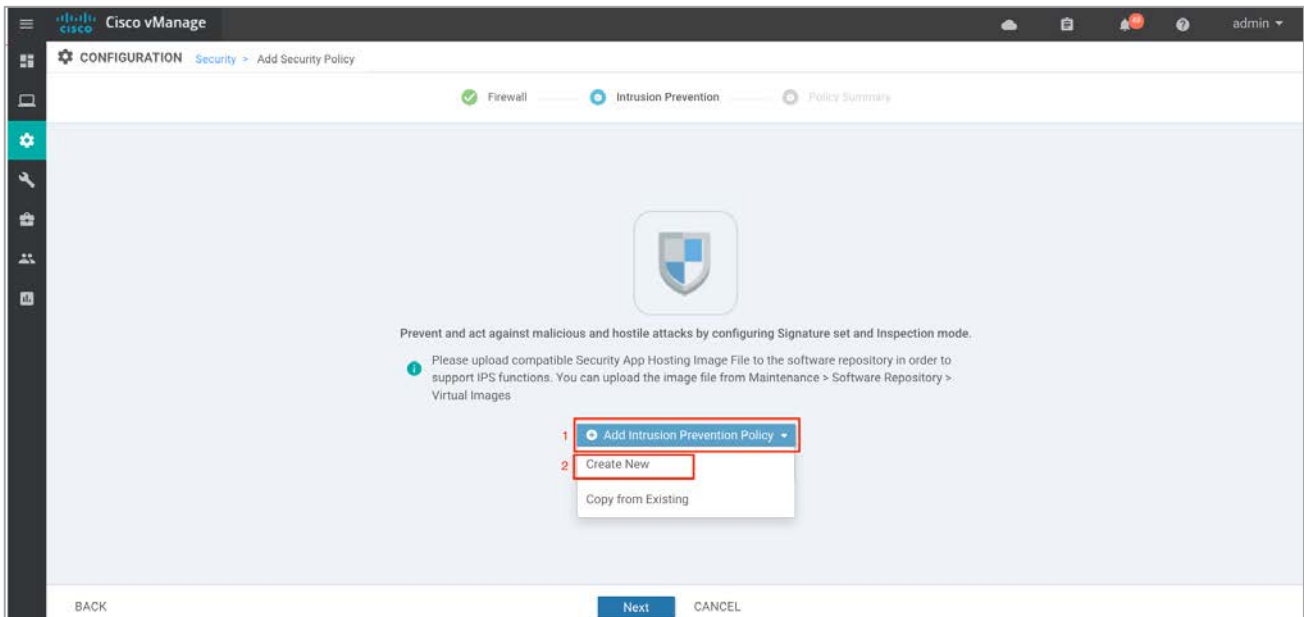 CISCO Cisco vManage admin
CONFIGURATION Security > Add Security Policy
Firewall Intrusion Prevention Policy Summary
Prevent and act against malicious and hostile attacks by configuring Signature set and Inspection mode.
Please upload compatible Security App Hosting Image File to the software repository in order to
support IPS functions. You can upload the image file from Maintenance > Software Repository >
Virtual Images
1 Add Intrusion Prevention Policy
2 Create New
Copy from Existing
BACK Next CANCEL